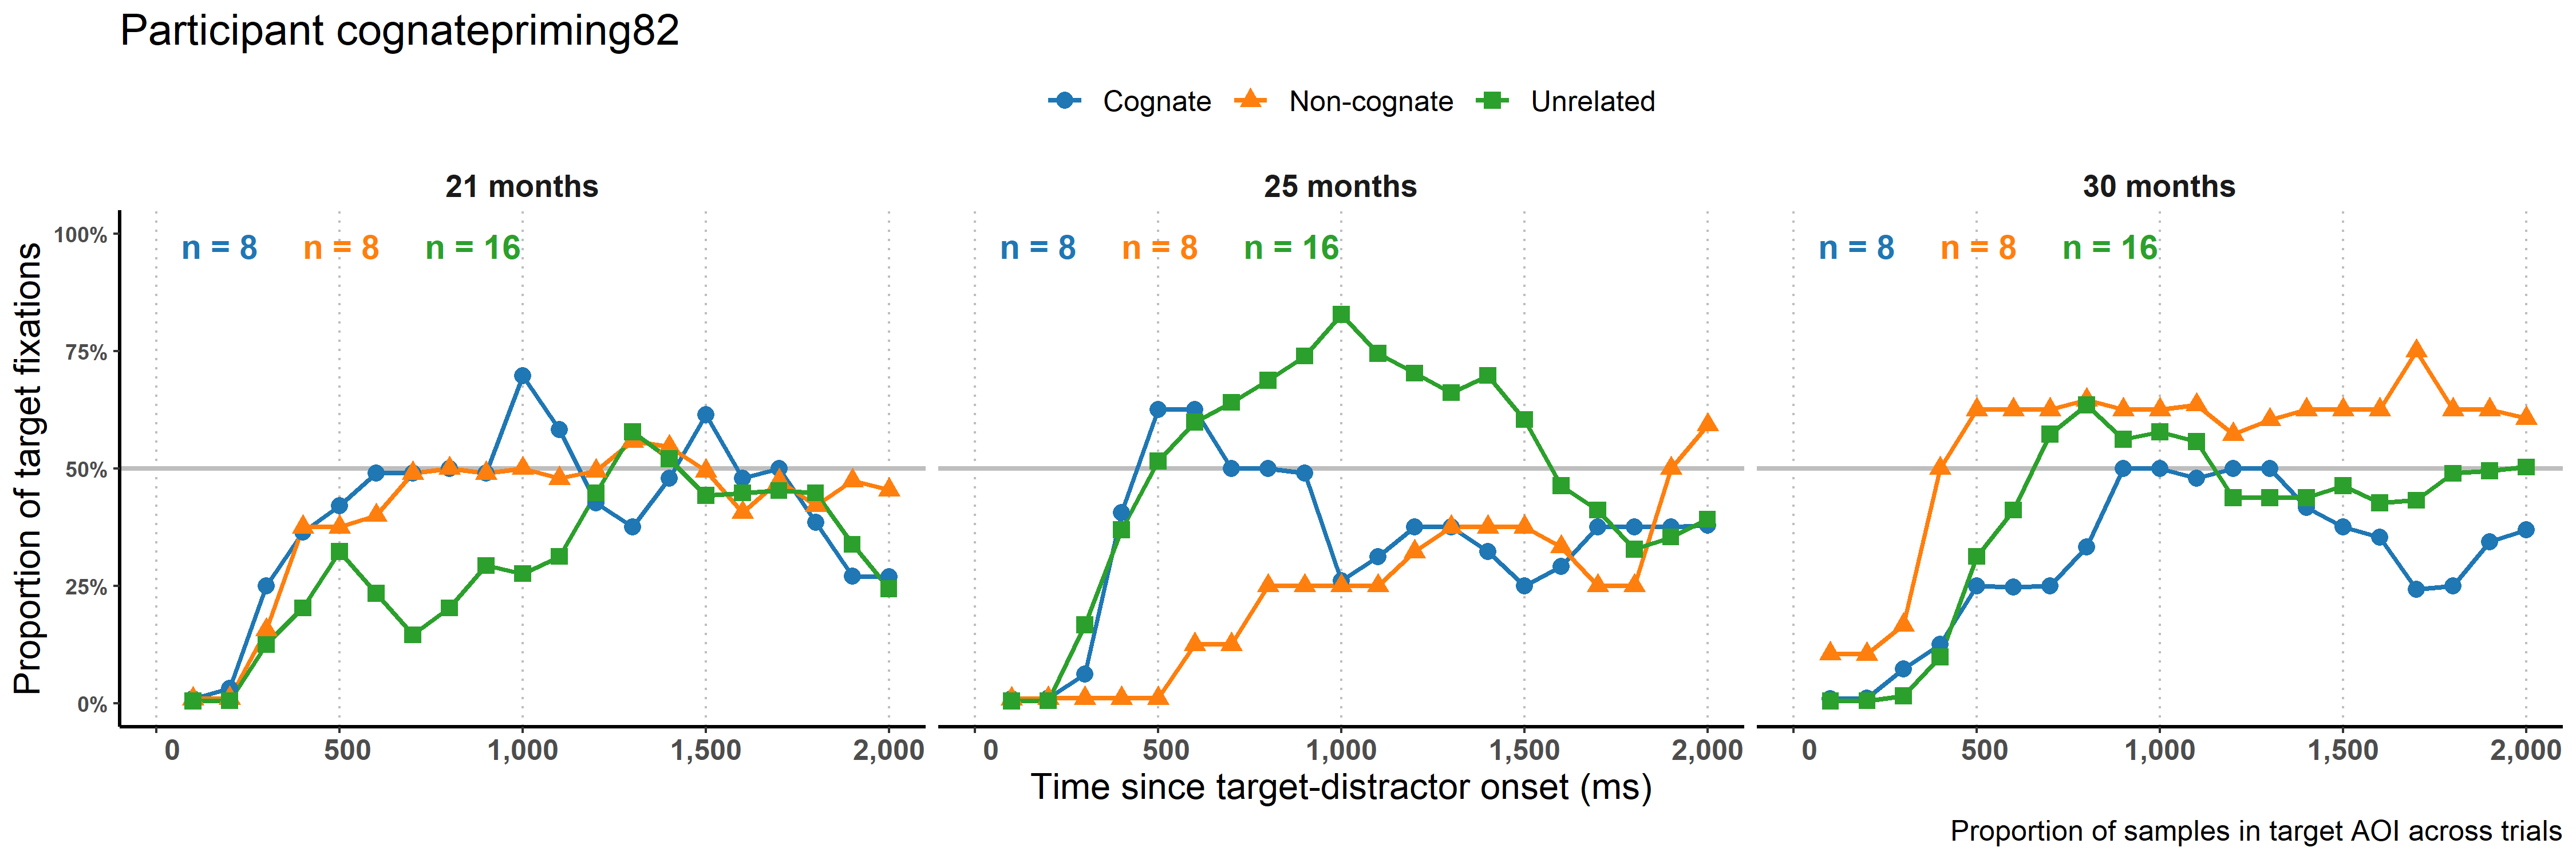 Participant cognatepriming82
Cognate Non-cognate Unrelated
21 months 25 months 30 months
n = 8 n = 8 n = 16 n = 8 n = 8 n = 16 n = 8 n = 8 n = 16
100%
75%
50%
25%
0%
Proportion of target fixations
0 500 1,000 1,500 2,000 0 500 1,000 1,500 2,000 0 500 1,000 1,500 2,000
Time since target-distractor onset (ms)
Proportion of samples in target AOI across trials